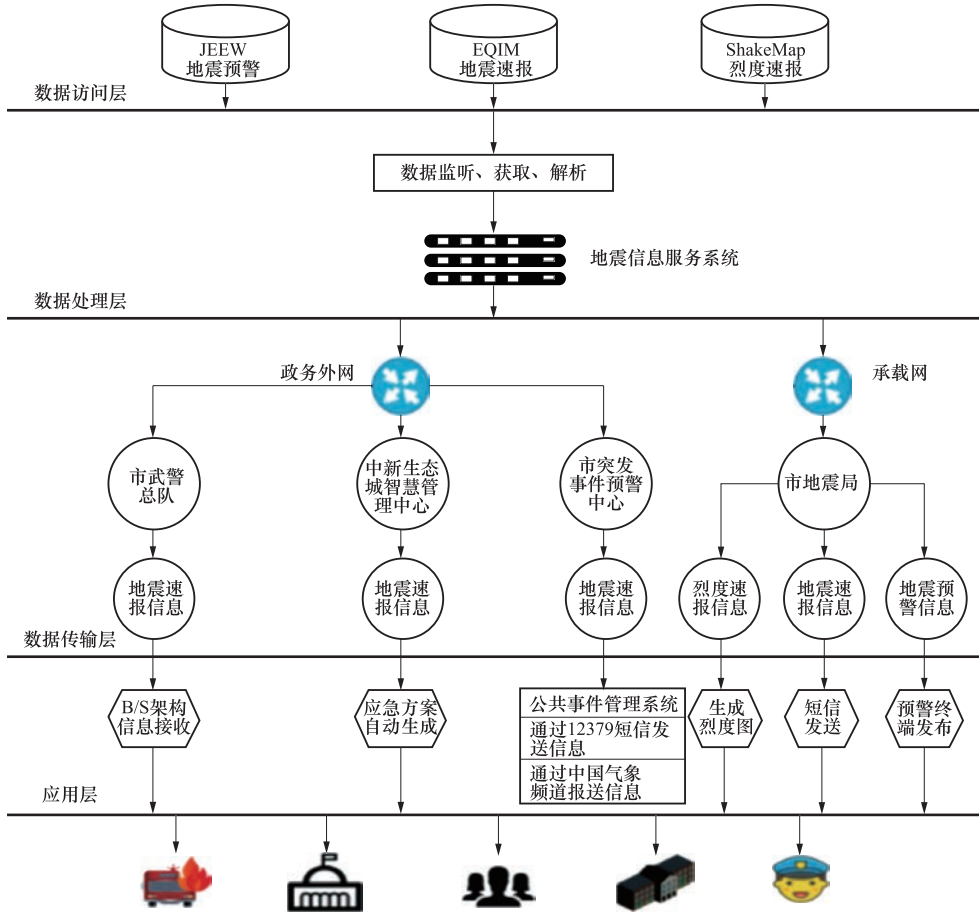 JEEW
地震预警
EQIM
地震速报
ShakeMap
烈度速报
数据访问层
数据监听、获取、解析
地震信息服务系统
数据处理层
政务外网
承载网
市武警
总队
中新生态
城智慧管
理中心
市突发
事件预警
中心
市地震局
地震速
报信息
地震速
报信息
地震速
报信息
烈度速
报信息
地震速
报信息
地震预
警信息
数据传输层
B/S架构
信息接收
应急方案
自动生成
公共事件管理系统
通过12379短信发
送信息
通过中国气象
频道报送信息
生成
烈度图
短信
发送
预警终
端发布
应用层